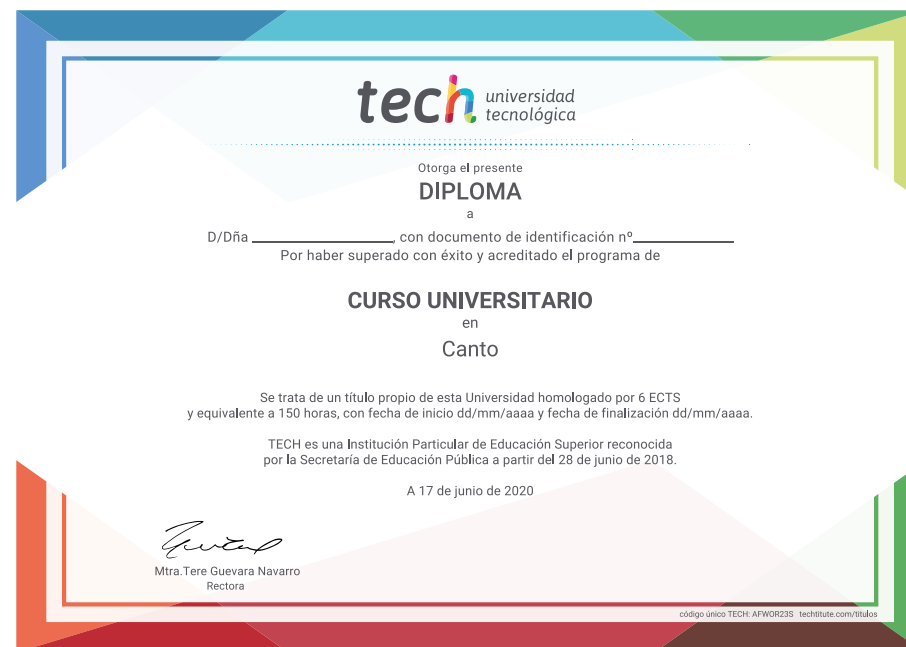 tech universidad
tecnológica
Otorga el presente
DIPLOMA
a
D/Dña ____________________, con documento de identificación nº______________
Por haber superado con éxito y acreditado el programa de
CURSO UNIVERSITARIO
en
Canto
Se trata de un título propio de esta Universidad homologado por 6 ECTS
y equivalente a 150 horas, con fecha de inicio dd/mm/aaaa y fecha de finalización dd/mm/aaaa.
TECH es una Institución Particular de Educación Superior reconocida
por la Secretaría de Educación Pública a partir del 28 de junio de 2018.
A 17 de junio de 2020
Mtra.Tere Guevara Navarro
Rectora
código único TECH: AFWOR23S techtitute.com/titulos